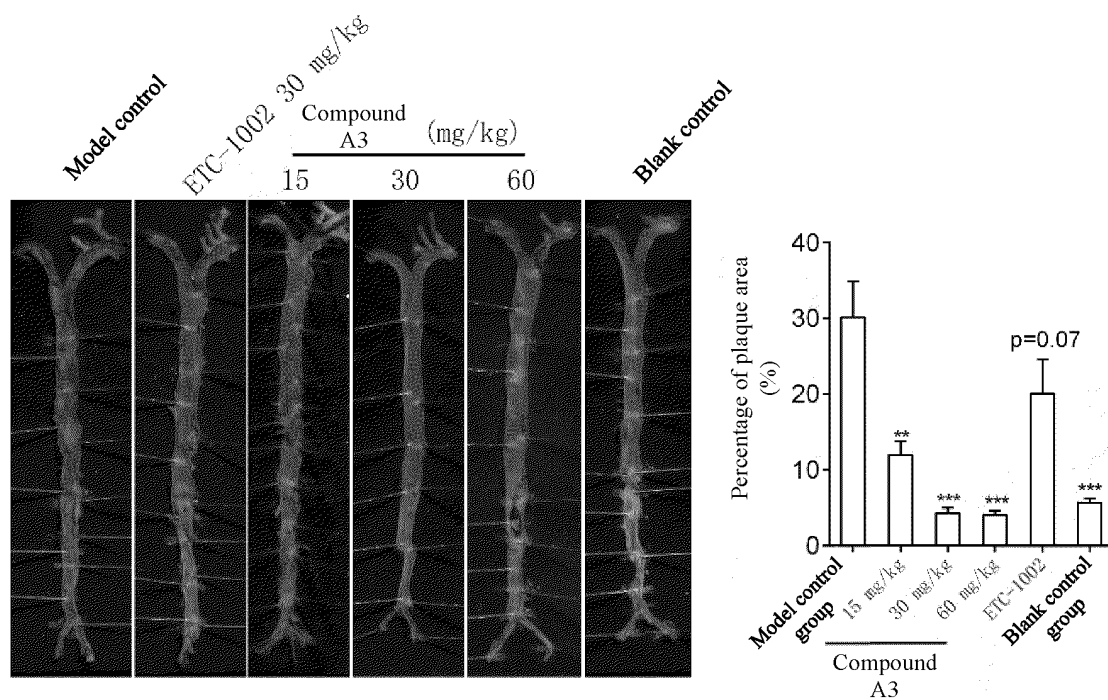 Model control
ETC-1002 30 mg/kg
Compound
A3
(mg/kg)
15
30
60
Blank control
Percentage of plaque area
(%)
40
30
20
10
0
**
***
***
p=0.07
***
Model control
group
15 mg/kg
30 mg/kg
60 mg/kg
ETC-1002
Blank control
group
Compound
A3